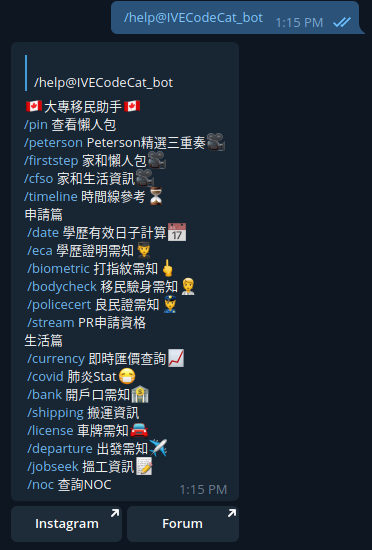 /help@IVECodeCat_bot
1:15 PM
/help@IVECodeCat_bot
🇨🇦大專移民助手🇨🇦
/pin 查看懶人包
/peterson Peterson精選三重奏🎥
/firststep 家和懶人包🎥
/cfso 家和生活資訊🎥
/timeline 時間線參考⏳
申請篇
/date 學歷有效日子計算📅
/eca 學歷證明需知👨‍🎓
/biometric 打指紋需知👆
/bodycheck 移民驗身需知👨‍⚕️
/policecert 良民證需知👮
/stream PR申請資格
生活篇
/currency 即時匯價查詢📈
/covid 肺炎Stat😷
/bank 開戶口需知🏦
/shipping 搬運資訊
/license 車牌需知🚘
/departure 出發需知✈️
/jobseek 搵工資訊📝
/noc 查詢NOC
1:15 PM
Instagram
Forum